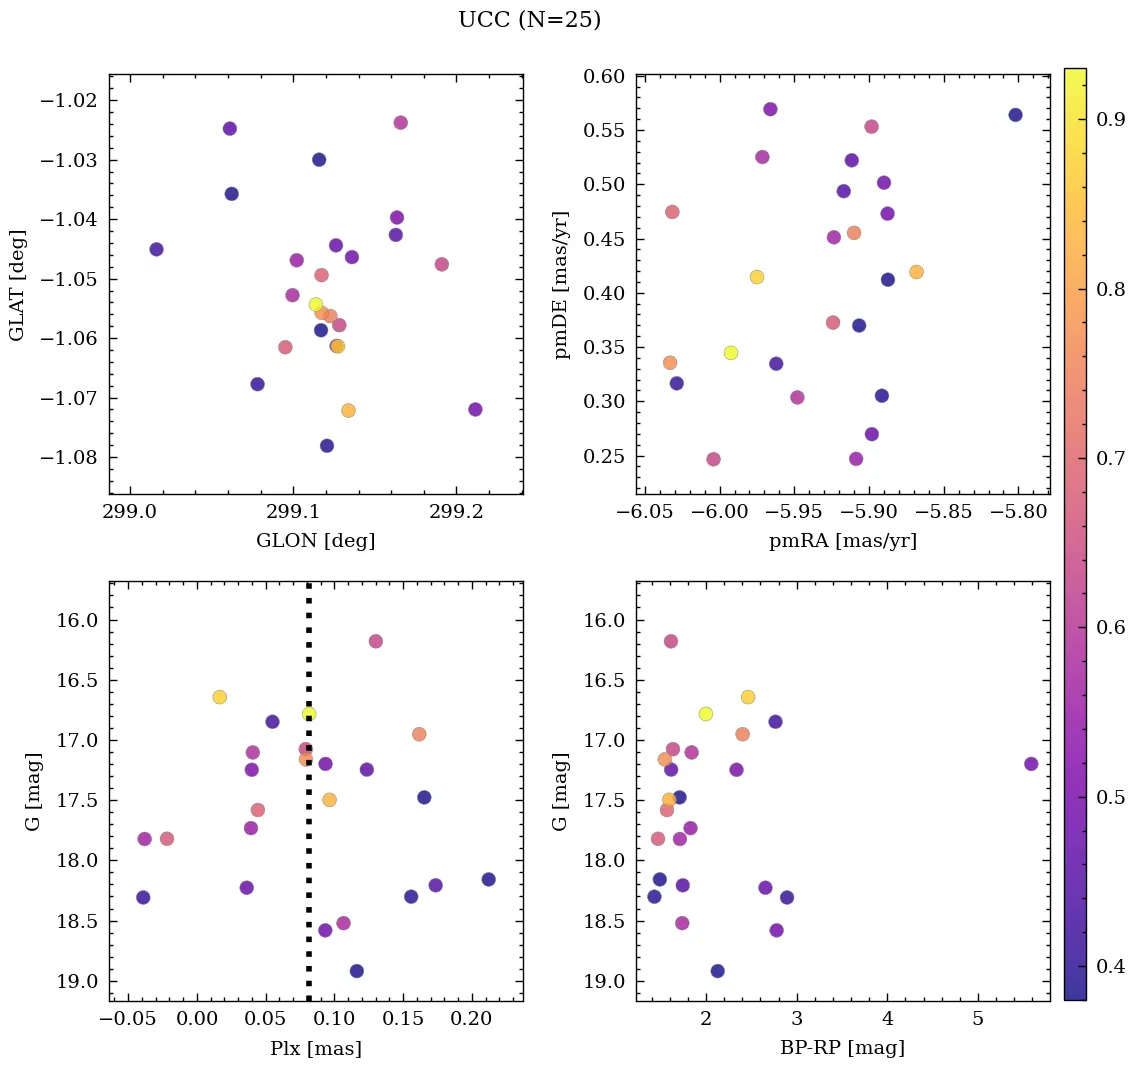 UCC (N=25)
−1.02
−1.03
−1.04
−1.05
−1.06
−1.07
−1.08
GLAT [deg]
299.0 299.1 299.2
GLON [deg]
0.60
0.55
0.50
0.45
0.40
0.35
0.30
0.25
pmDE [mas/yr]
−6.05 −6.00 −5.95 −5.90 −5.85 −5.80
pmRA [mas/yr]
16.0
16.5
17.0
17.5
18.0
18.5
19.0
G [mag]
−0.05 0.00 0.05 0.10 0.15 0.20
Plx [mas]
16.0
16.5
17.0
17.5
18.0
18.5
19.0
G [mag]
2 3 4 5
BP-RP [mag]
0.9
0.8
0.7
0.6
0.5
0.4